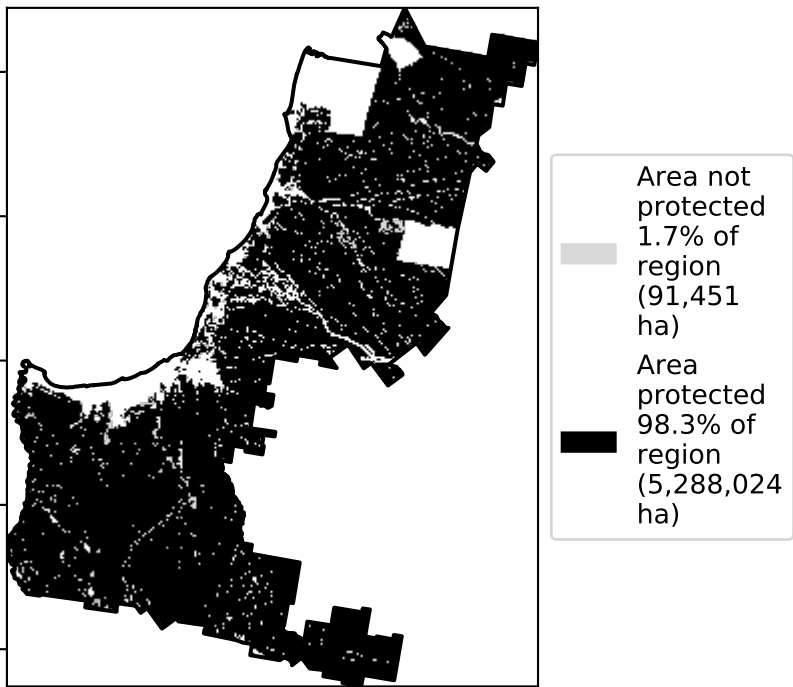 Area not
protected
1.7% of
region
(91,451
ha)
Area
protected
98.3% of
region
(5,288,024
ha)